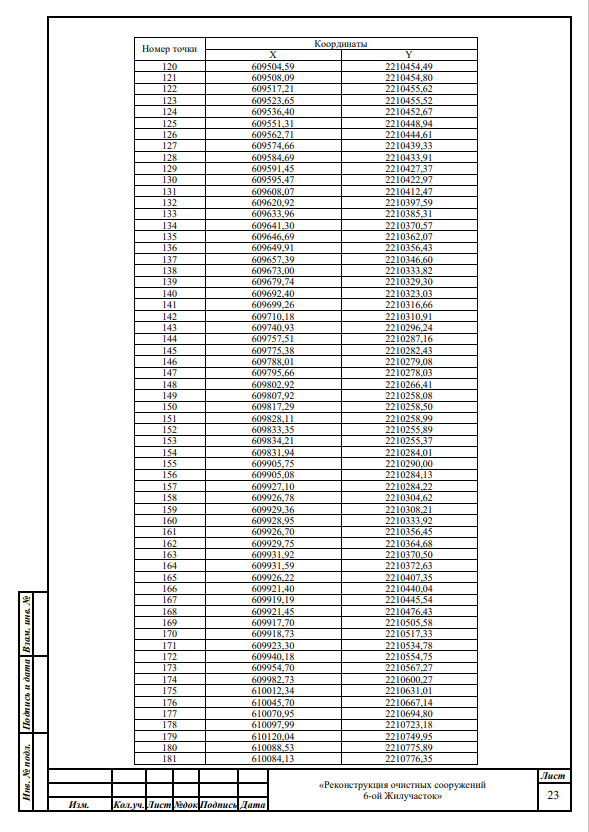 Номер точки Координаты
X Y
120 609504,59 2210454,49
121 609508,09 2210454,80
122 609517,21 2210455,62
123 609523,65 2210455,52
124 609536,40 2210452,67
125 609551,31 2210448,94
126 609562,71 2210444,61
127 609574,66 2210439,33
128 609584,69 2210433,91
129 609591,45 2210427,37
130 609595,47 2210422,97
131 609608,07 2210412,47
132 609620,92 2210397,59
133 609633,96 2210385,31
134 609641,30 2210370,57
135 609646,69 2210362,07
136 609649,91 2210356,43
137 609657,39 2210346,60
138 609673,00 2210333,82
139 609679,74 2210329,30
140 609692,40 2210323,03
141 609699,26 2210316,66
142 609710,18 2210310,91
143 609740,93 2210296,24
144 609757,51 2210287,16
145 609775,38 2210282,43
146 609788,01 2210279,08
147 609795,66 2210278,03
148 609802,92 2210266,41
149 609807,92 2210258,08
150 609817,29 2210258,50
151 609828,11 2210258,99
152 609833,35 2210255,89
153 609834,21 2210255,37
154 609831,94 2210284,01
155 609905,75 2210290,00
156 609905,08 2210284,13
157 609927,10 2210284,22
158 609926,78 2210304,62
159 609929,36 2210308,21
160 609928,95 2210333,92
161 609926,70 2210356,45
162 609929,75 2210364,68
163 609931,92 2210370,50
164 609931,59 2210372,63
165 609926,22 2210407,35
166 609921,40 2210440,04
167 609919,19 2210445,54
168 609921,45 2210476,43
169 609917,70 2210505,58
170 609918,73 2210517,33
171 609923,30 2210534,78
172 609940,18 2210554,75
173 609954,70 2210567,27
174 609982,73 2210600,27
175 610012,34 2210631,01
176 610045,70 2210667,14
177 610070,95 2210694,80
178 610097,99 2210723,18
179 610120,04 2210749,95
180 610088,53 2210775,89
181 610084,13 2210776,35
Взам. инв. №
Подпись и дата
Инв. № подл.
Изм. Кол.уч. Лист №док Подпись Дата
«Реконструкция очистных сооружений
6-ой Жилучасток»
Лист
23